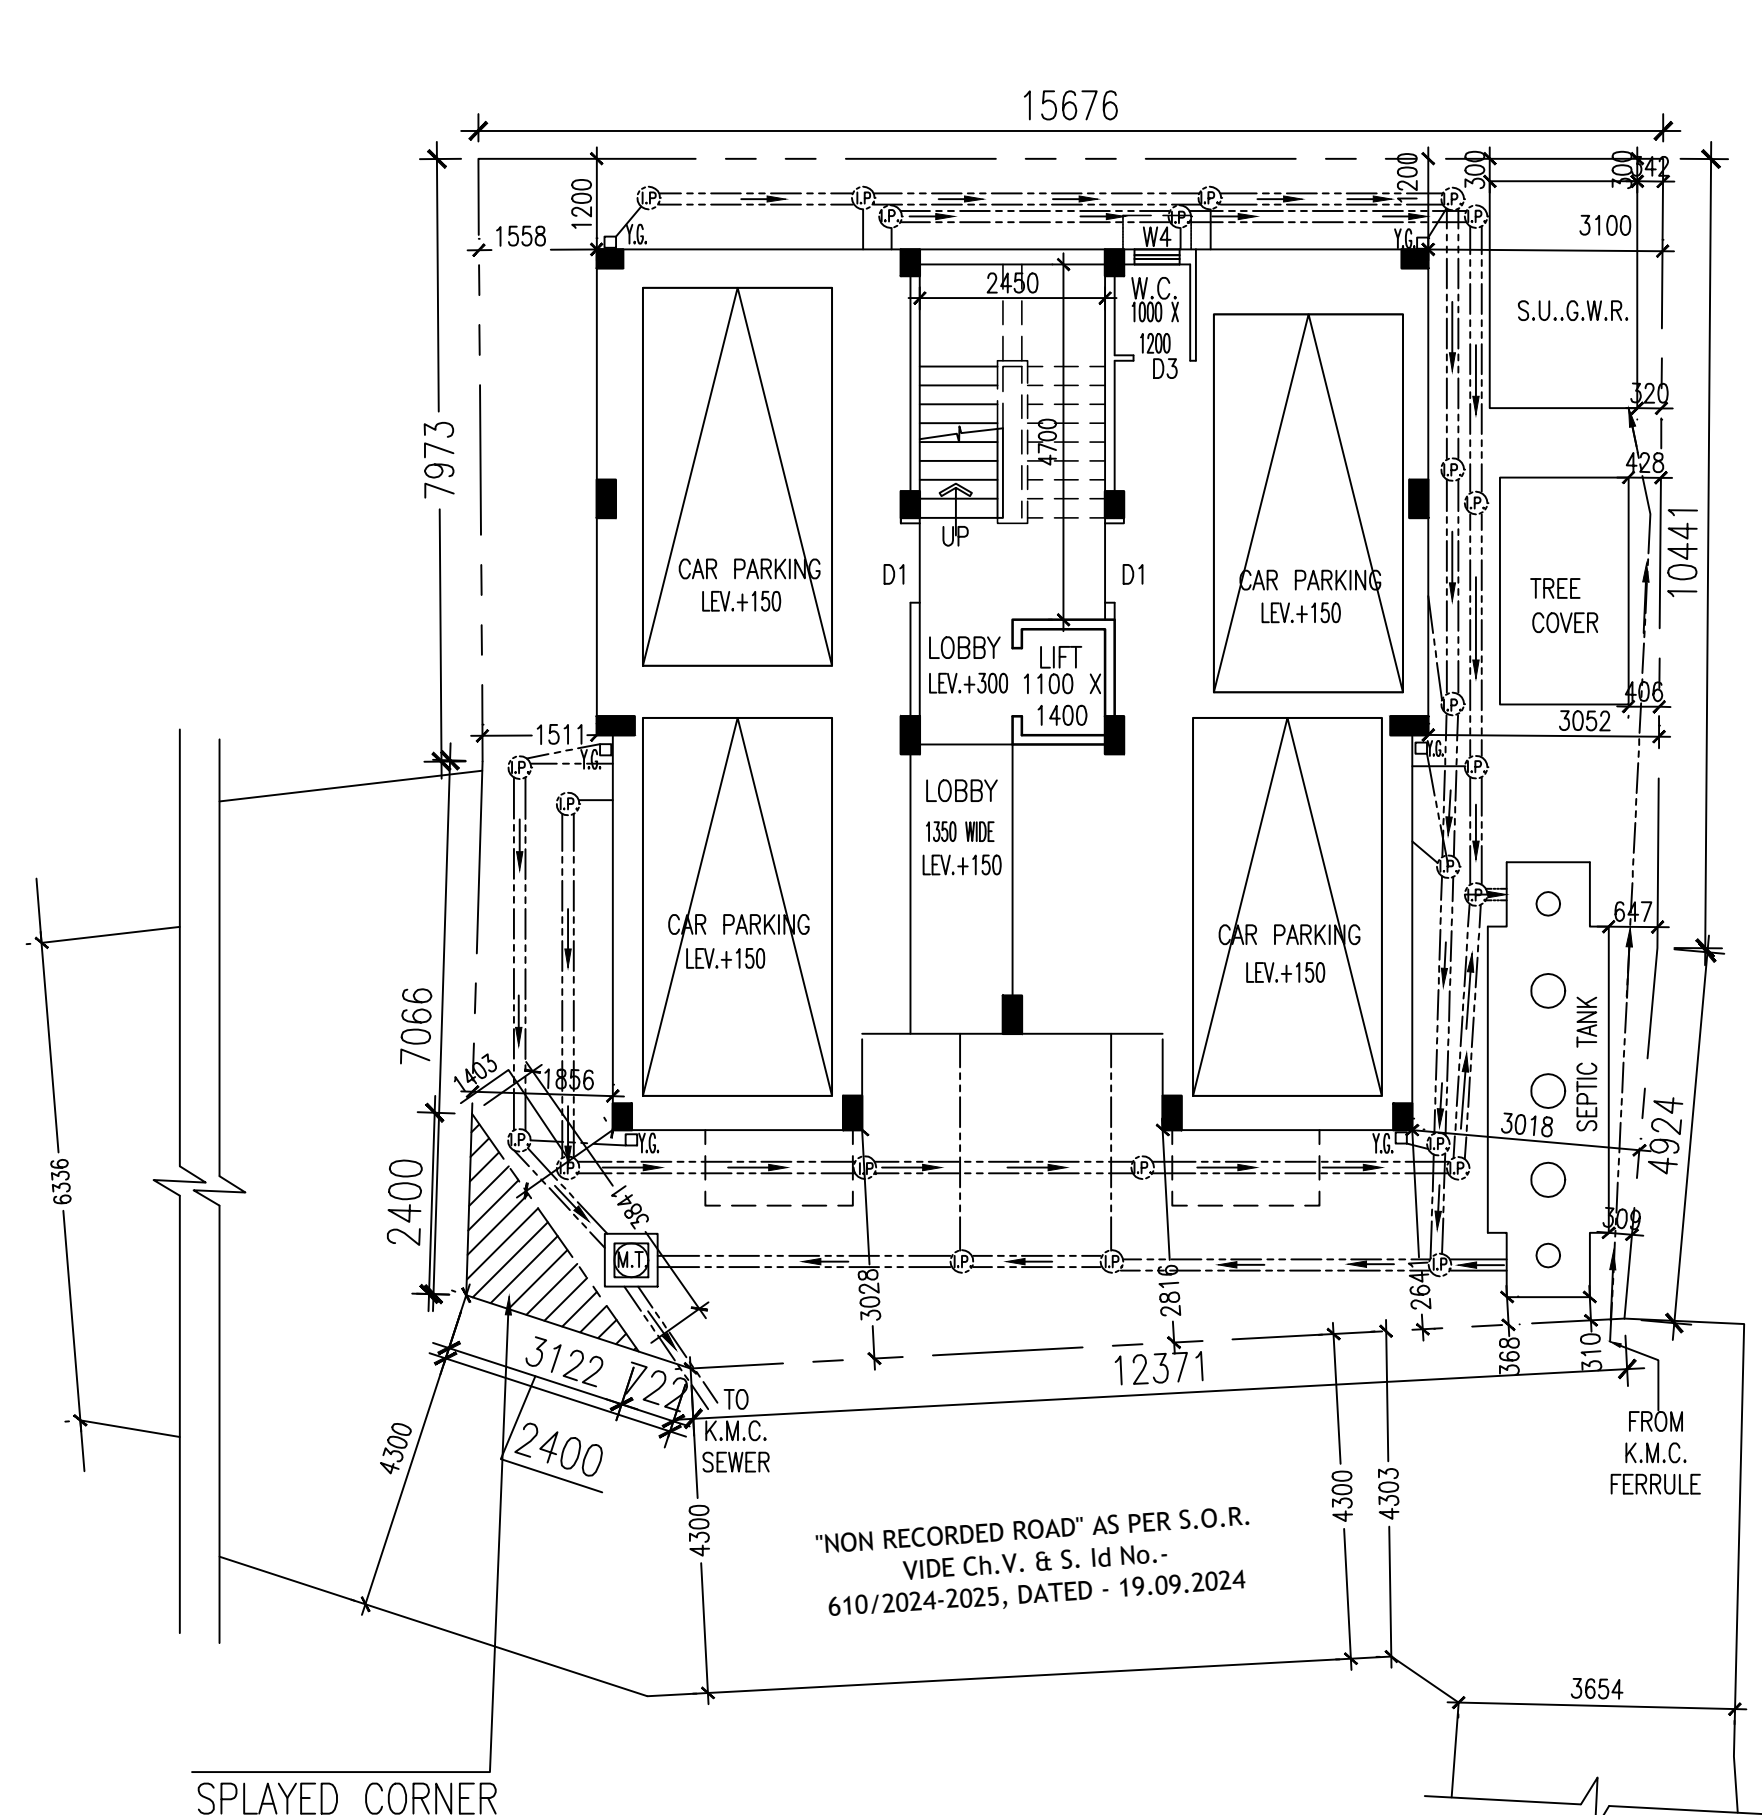 15676
1200
1200
300
300
342
I.P
I.P
I.P
I.P
I.P
I.P
I.P
1558
Y.G.
W4
Y.G.
3100
2450
W.C.
1000 X
1200
D3
S.U..G.W.R.
320
7973
4700
428
I.P
I.P
UP
10441
CAR PARKING
LEV.+150
D1
D1
CAR PARKING
LEV.+150
TREE
COVER
LOBBY
LEV.+300
LIFT
1100 X
1400
406
I.P
3052
1511
Y.G.
Y.G.
I.P
I.P
I.P
LOBBY
1350 WIDE
LEV.+150
I.P
I.P
647
CAR PARKING
LEV.+150
CAR PARKING
LEV.+150
7066
SEPTIC TANK
1403
1856
3018
4924
I.P
Y.G.
Y.G.
I.P
I.P
I.P
I.P
I.P
6336
2400
3841
309
M.T.
I.P
I.P
I.P
3028
2816
2641
368
310
3122
722
12371
2400
TO
K.M.C.
SEWER
FROM
K.M.C.
FERRULE
4300
4300
4300
4303
"NON RECORDED ROAD" AS PER S.O.R.
VIDE Ch.V. & S. Id No.-
610/2024-2025, DATED - 19.09.2024
3654
SPLAYED CORNER